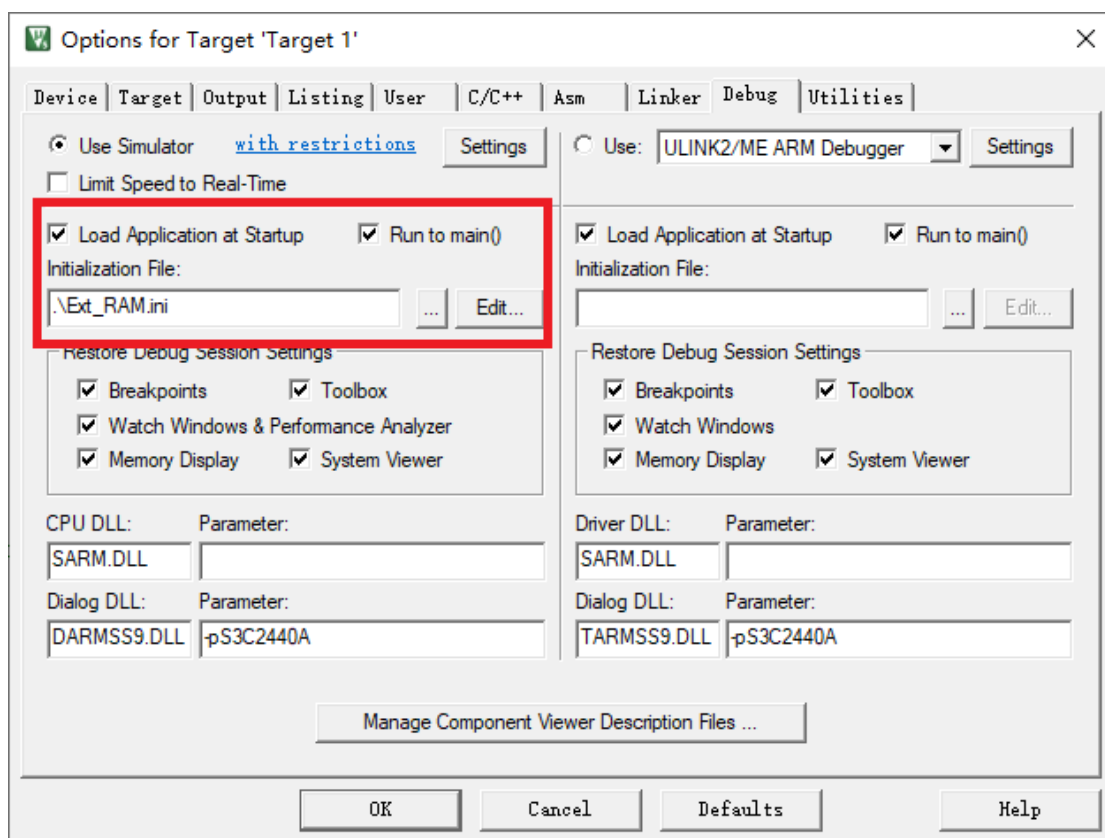 Options for Target 'Target 1'
Device Target Output Listing User C/C++ Asm Linker Debug Utilities
Use Simulator with restrictions Settings Use: ULINK2/ME ARM Debugger Settings
Limit Speed to Real-Time
Load Application at Startup Run to main() Load Application at Startup Run to main()
Initialization File: Initialization File:
.\Ext_RAM.ini ... Edit... ... Edit...
Restore Debug Session Settings Restore Debug Session Settings
Breakpoints Toolbox Breakpoints Toolbox
Watch Windows & Performance Analyzer Watch Windows
Memory Display System Viewer Memory Display System Viewer
CPU DLL: Parameter: Driver DLL: Parameter:
SARM.DLL SARM.DLL
Dialog DLL: Parameter: Dialog DLL: Parameter:
DARMSS9.DLL -pS3C2440A TARMSS9.DLL -pS3C2440A
Manage Component Viewer Description Files ...
OK Cancel Defaults Help